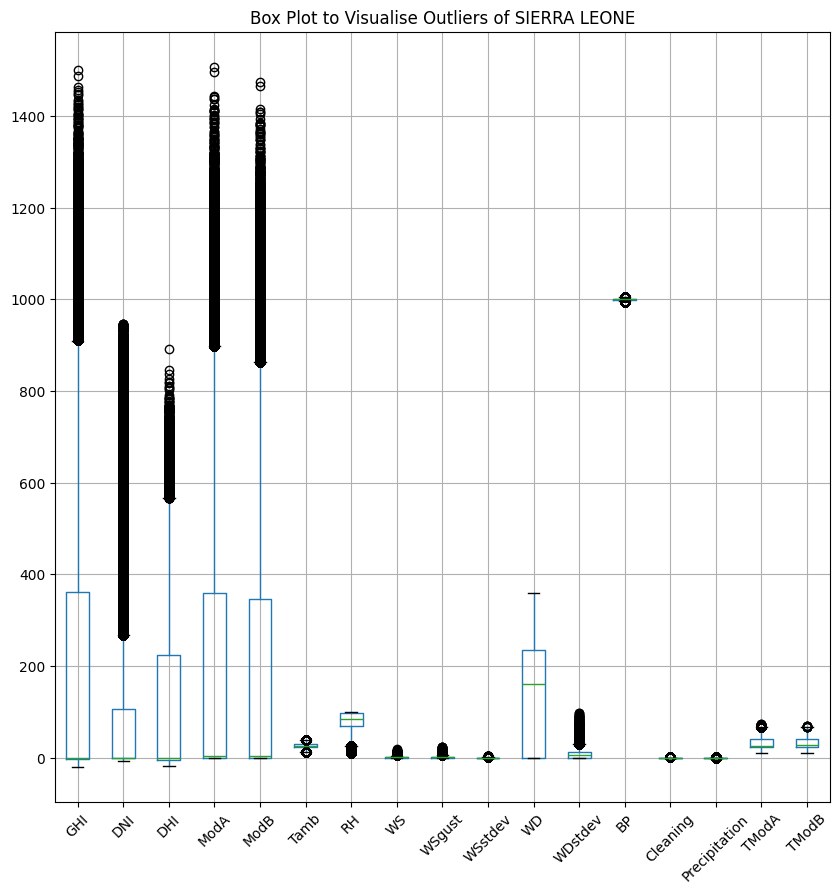 Box Plot to Visualise Outliers of SIERRA LEONE
1400
1200
1000
800
600
400
200
0
GHI
DNI
DHI
ModA
ModB
Tamb
RH
WS
WSgust
WSstdev
WD
WDstdev
BP
Cleaning
Precipitation
TModA
TModB